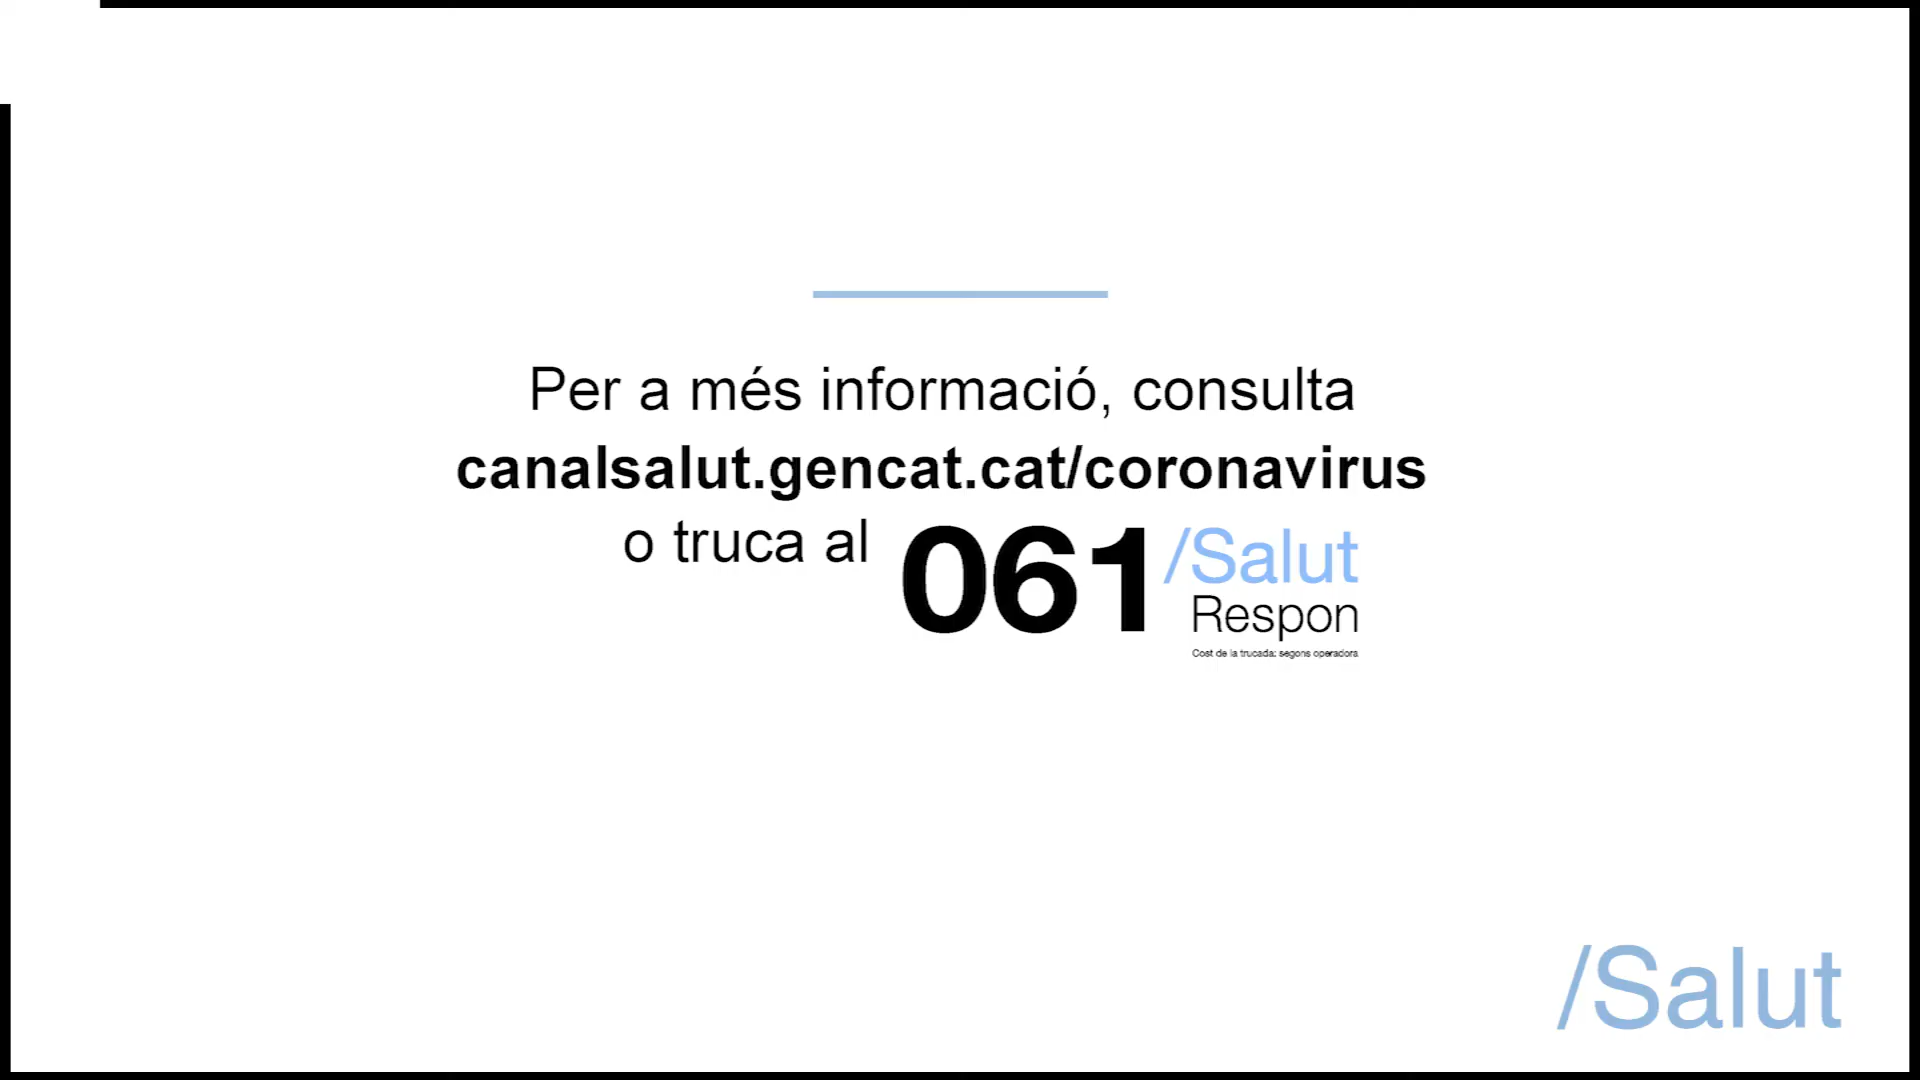 Per a més informació, consulta
canalsalut.gencat.cat/coronavirus
o truca al 061 /Salut
Respon
Cost de la trucada: segons operadora
/Salut